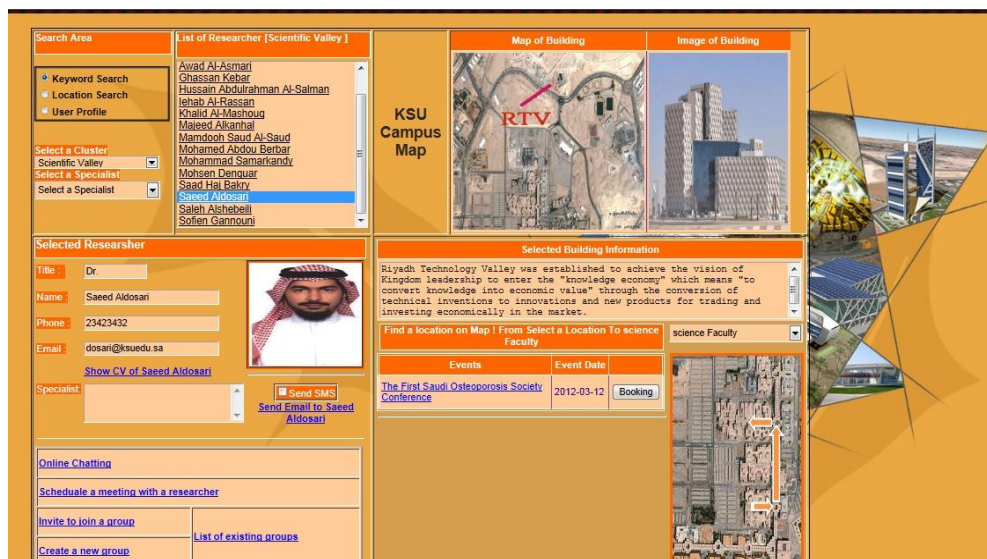 Search Area
Keyword Search
Location Search
User Profile
Select a Cluster
Scientific Valley
Select a Specialist
Select a Specialist
List of Researcher [Scientific Valley ]
Awad Al-Asmari
Ghassan Kebar
Hussain Abdulrahman Al-Salman
Iehab Al-Rassan
Khalid Al-Mashouq
Majeed Alkanhal
Mamdooh Saud Al-Saud
Mohamed Abdou Berbar
Mohammad Samarkandy
Mohsen Denguar
Saad Haj Bakry
Saeed Aldosari
Saleh Alshebeili
Sofien Gannouni
KSU
Campus
Map
Map of Building
RTV
Image of Building
Selected Researsher
Title :
Dr.
Name :
Saeed Aldosari
Phone :
23423432
Email :
dosari@ksuedu.sa
Show CV of Saeed Aldosari
Specialist
Send SMS
Send Email to Saeed
Aldosari
Online Chatting
Scheduale a meeting with a researcher
Invite to join a group
Create a new group
List of existing groups
Selected Building Information
Riyadh Technology Valley was established to achieve the vision of
Kingdom leadership to enter the "knowledge economy" which means "to
convert knowledge into economic value" through the conversion of
technical inventions to innovations and new products for trading and
investing economically in the market.
Find a location on Map ! From Select a Location To science
Faculty
science Faculty
Events
Event Date
The First Saudi Osteoporosis Society
Conference
2012-03-12
Booking